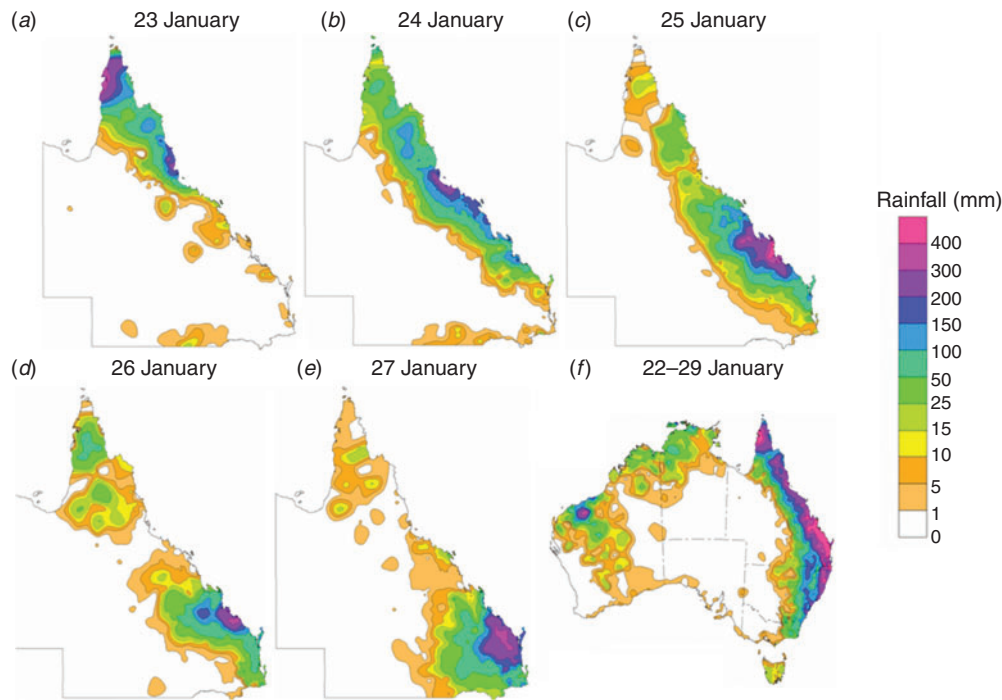 (a) 23 January
(b) 24 January
(c) 25 January
Rainfall (mm)
400
300
200
150
100
50
25
15
10
5
1
0
(d) 26 January
(e) 27 January
(f) 22–29 January